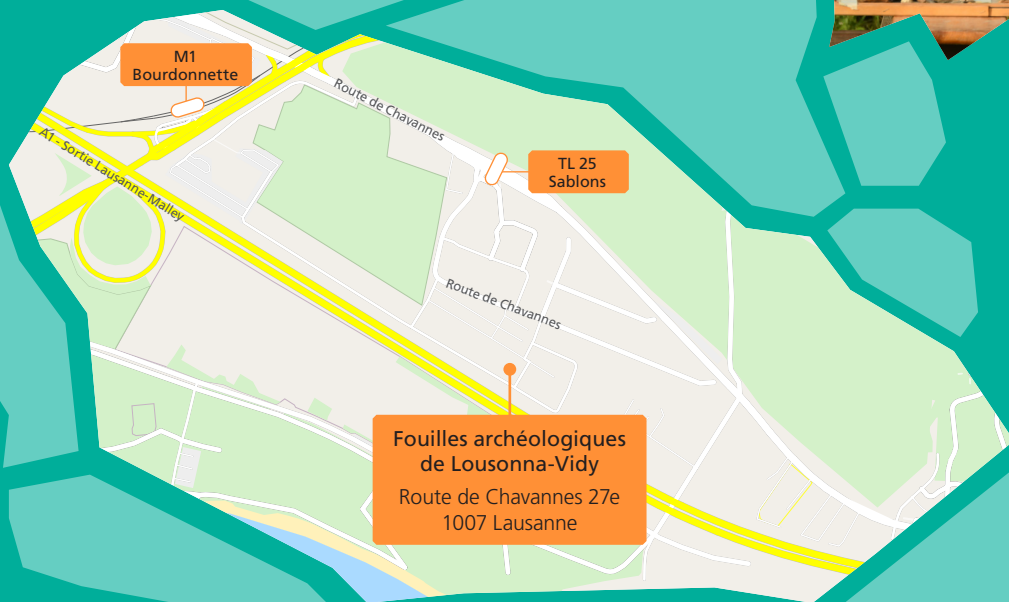 M1
Bourdonnette
Route de Chavannes
A1 - Sortie Lausanne-Malley
TL 25
Sablons
Route de Chavannes
Fouilles archéologiques
de Lousonna-Vidy
Route de Chavannes 27e
1007 Lausanne